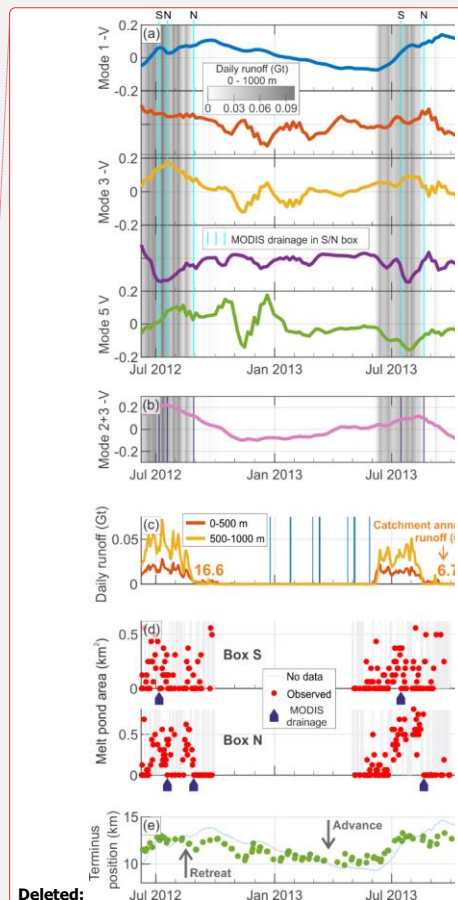 S N N S N
(a)
Mode 1 -V
0.2
0
-0.2
Daily runoff (Gt)
0 - 1000 m
0 0.03 0.06 0.09
Mode 3 -V
0.2
0
-0.2
MODIS drainage in S/N box
Mode 5 V
0.2
0
-0.2
Jul 2012 Jan 2013 Jul 2013
(b)
Mode 2+3 -V
0.2
0
-0.2
Jul 2012 Jan 2013 Jul 2013
(c)
Daily runoff (Gt)
0.05
0
0-500 m
500-1000 m
16.6
Catchment annu
runoff (G
6.7
(d)
Melt pond area (km²)
0.5
0
Box S
No data
Observed
MODIS
drainage
0.5
0
Box N
(e)
Terminus
position (km)
15
10
Advance
Retreat
Jul 2012 Jan 2013 Jul 2013
Deleted: